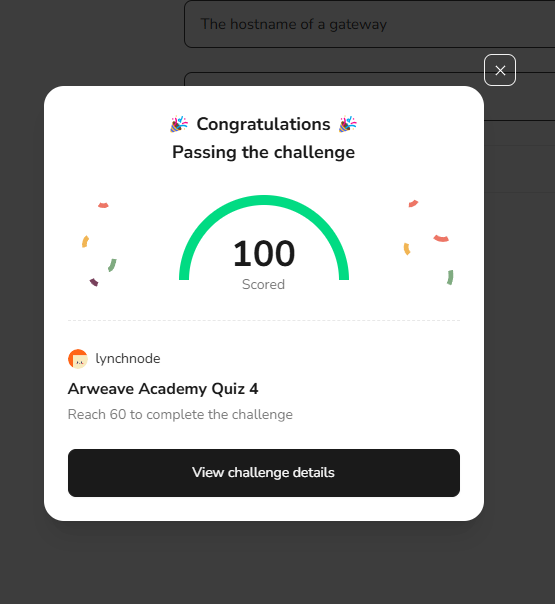 The hostname of a gateway
🎉 Congratulations 🎉
Passing the challenge
100
Scored
lynchnode
Arweave Academy Quiz 4
Reach 60 to complete the challenge
View challenge details